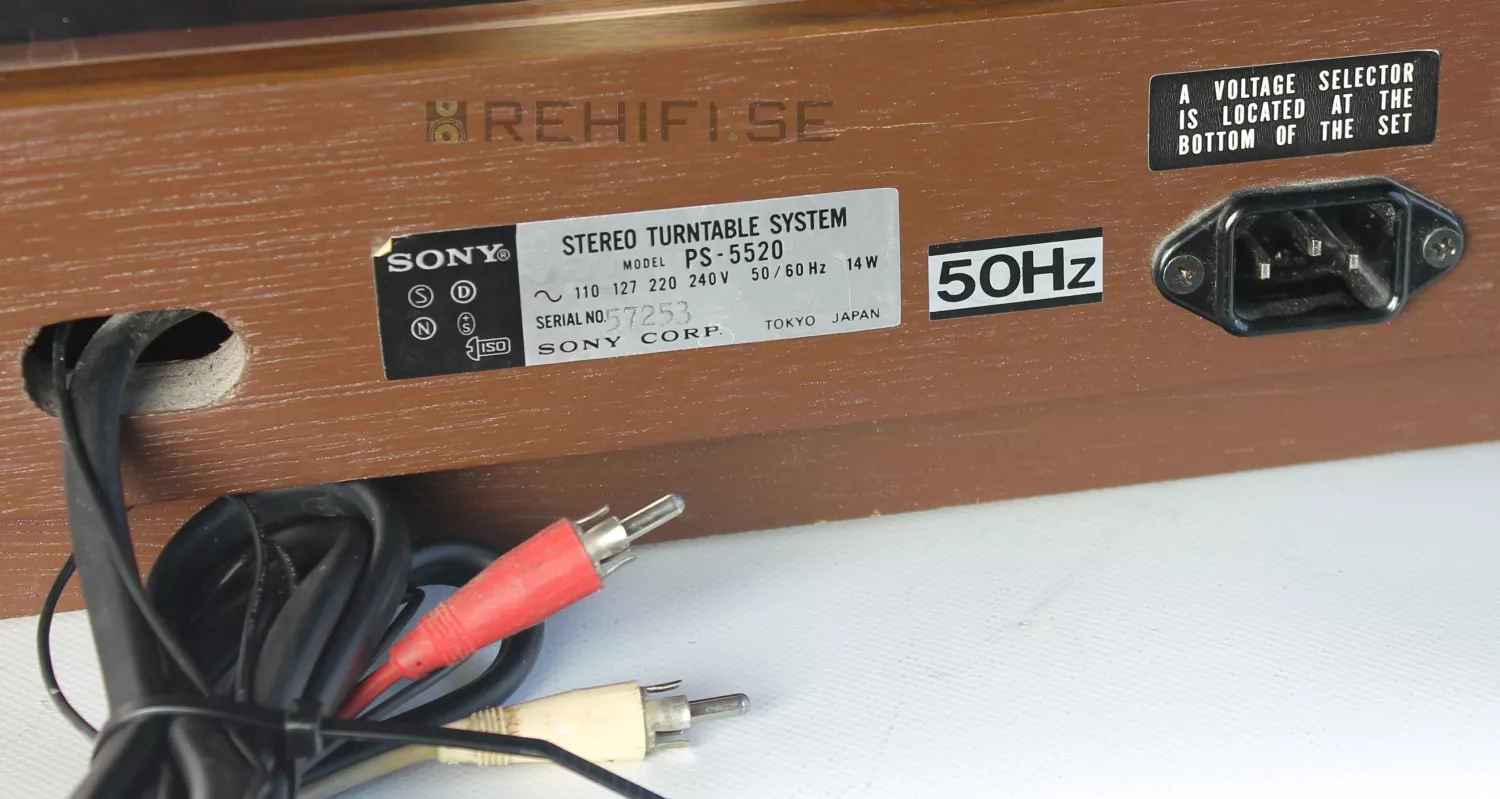 REHIFI.SE
A VOLTAGE SELECTOR
IS LOCATED AT THE
BOTTOM OF THE SET
SONY®
S D
N +S
ISO
STEREO TURNTABLE SYSTEM
MODEL PS-5520
~ 110 127 220 240V 50/60Hz 14W
SERIAL NO. 57253
SONY CORP. TOKYO JAPAN
50Hz